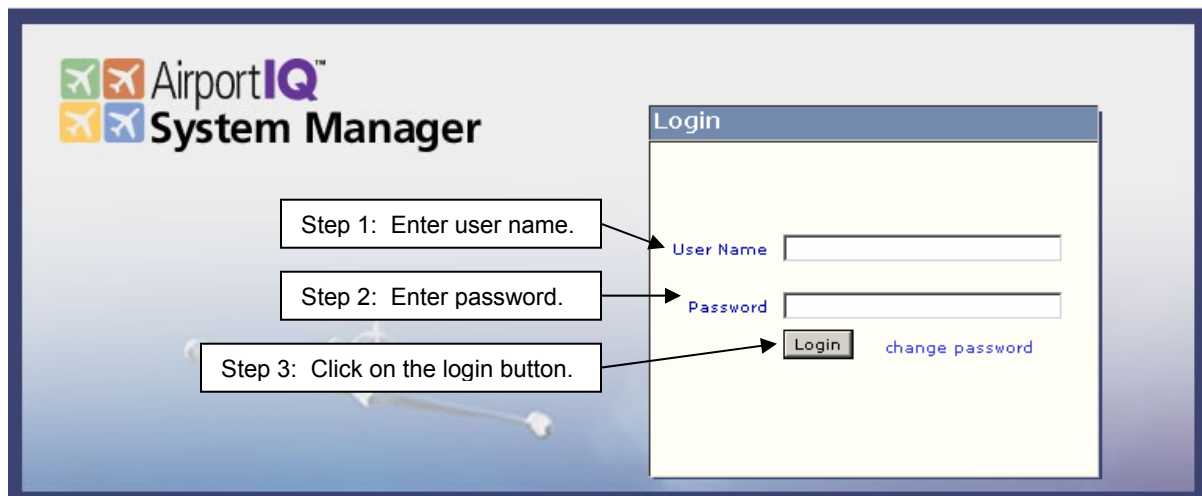 AirportIQ™
System Manager
Login
Step 1: Enter user name.
User Name
Step 2: Enter password.
Password
Step 3: Click on the login button.
Login
change password